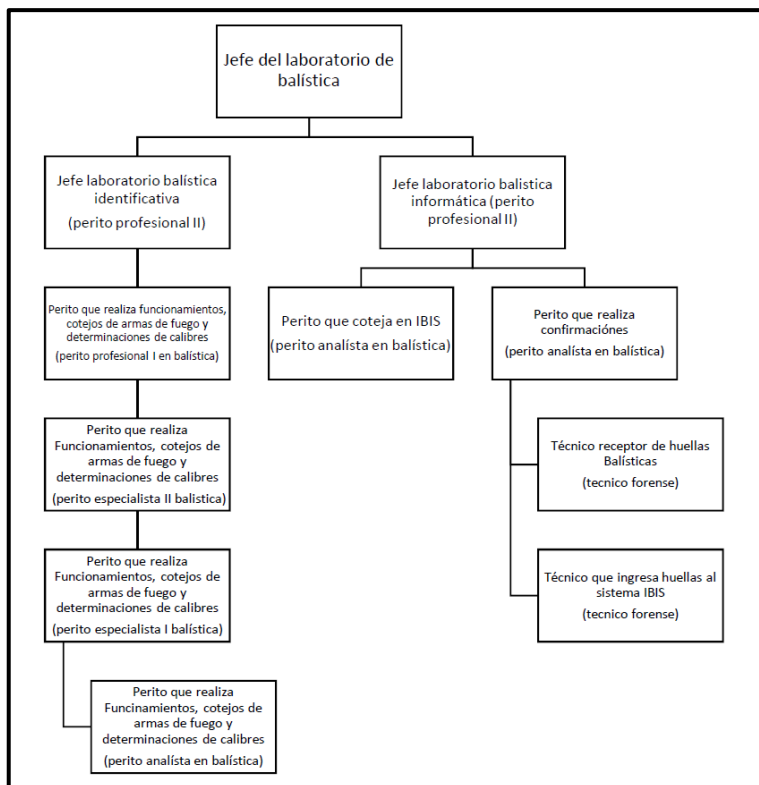 Jefe del laboratorio de
balística
Jefe laboratorio balística
identificativa
(perito profesional II)
Jefe laboratorio balistica
informática (perito
profesional II)
Perito que realiza funcionamientos,
cotejos de armas de fuego y
determinaciones de calibres
(perito profesional I en balística)
Perito que coteja en IBIS
(perito analísta en balística)
Perito que realiza
confirmaciónes
(perito analísta en balística)
Perito que realiza
Funcionamientos, cotejos de
armas de fuego y
determinaciones de calibres
(perito especialista II balistica)
Técnico receptor de huellas
Balísticas
(tecnico forense)
Perito que realiza
Funcionamientos, cotejos de
armas de fuego y
determinaciones de calibres
(perito especialista I balística)
Técnico que ingresa huellas al
sistema IBIS
(tecnico forense)
Perito que realiza
Funcinamientos, cotejos de
armas de fuego y
determinaciones de calibres
(perito analísta en balística)